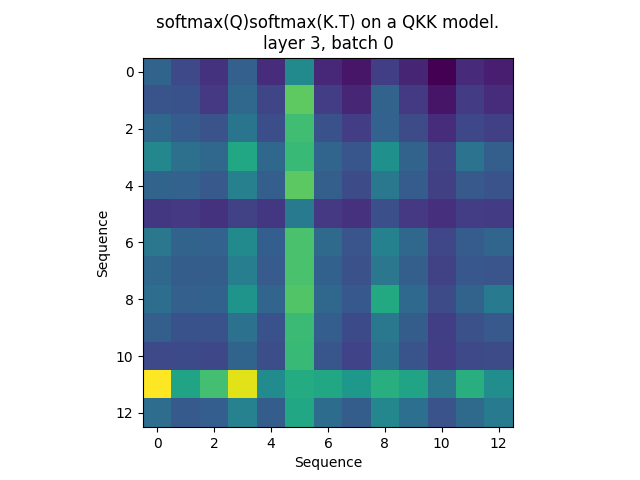 softmax(Q)softmax(K.T) on a QKK model.
layer 3, batch 0
0
2
4
6
8
10
12
Sequence
0 2 4 6 8 10 12
Sequence